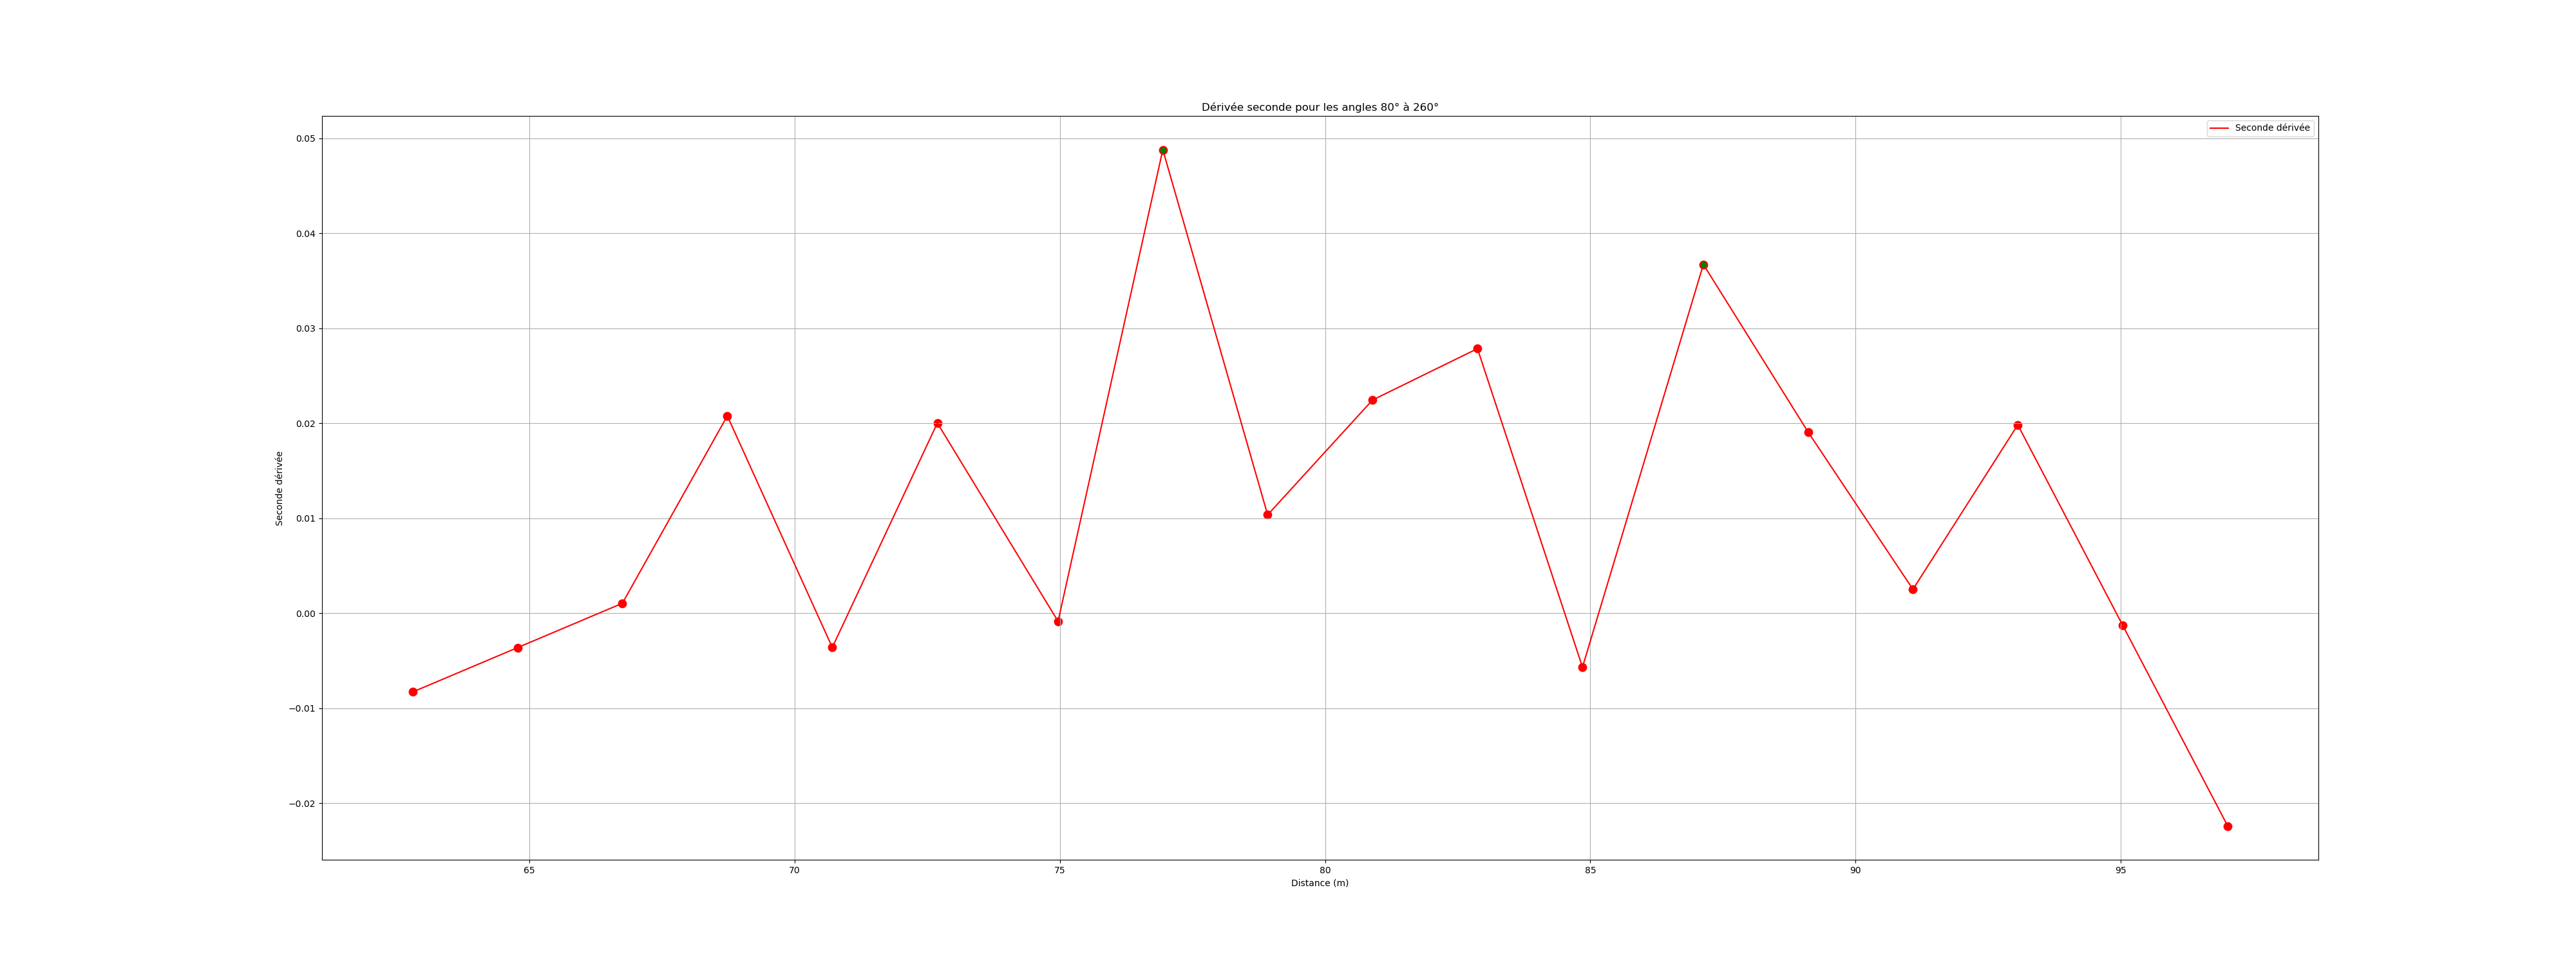 Dérivée seconde pour les angles 80° à 260°
Seconde dérivée
0.05
0.04
0.03
0.02
0.01
0.00
−0.01
−0.02
Seconde dérivée
65 70 75 80 85 90 95
Distance (m)